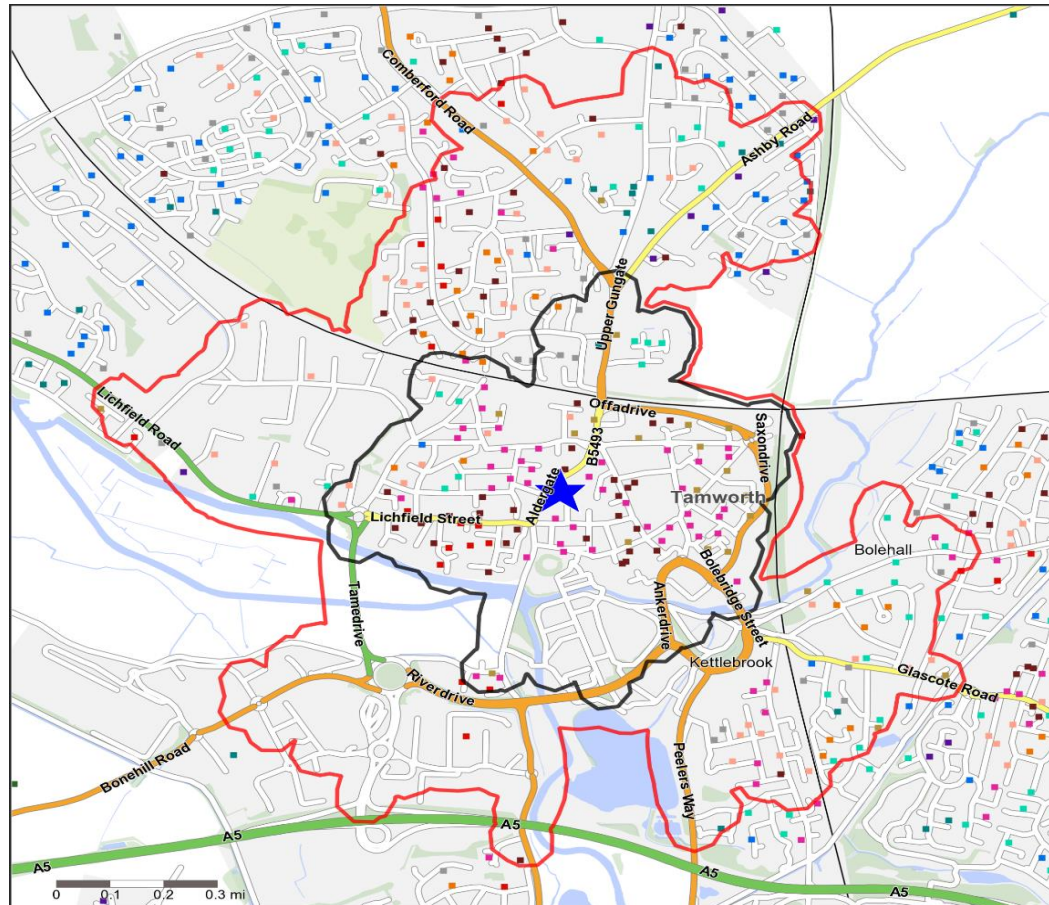 Comberford Road
Ashby Road
Upper Gungate
Lichfield Road
Offadrive
B5493
Saxondrive
Aldergate
Tamworth
Lichfield Street
Bolehall
Bolebridge Street
Ankerdrive
Tamedrive
Kettlebrook
Glascote Road
Riverdrive
Bonehill Road
Peelers Way
A5
A5
A5
A5
0 0.1 0.2 0.3 mi